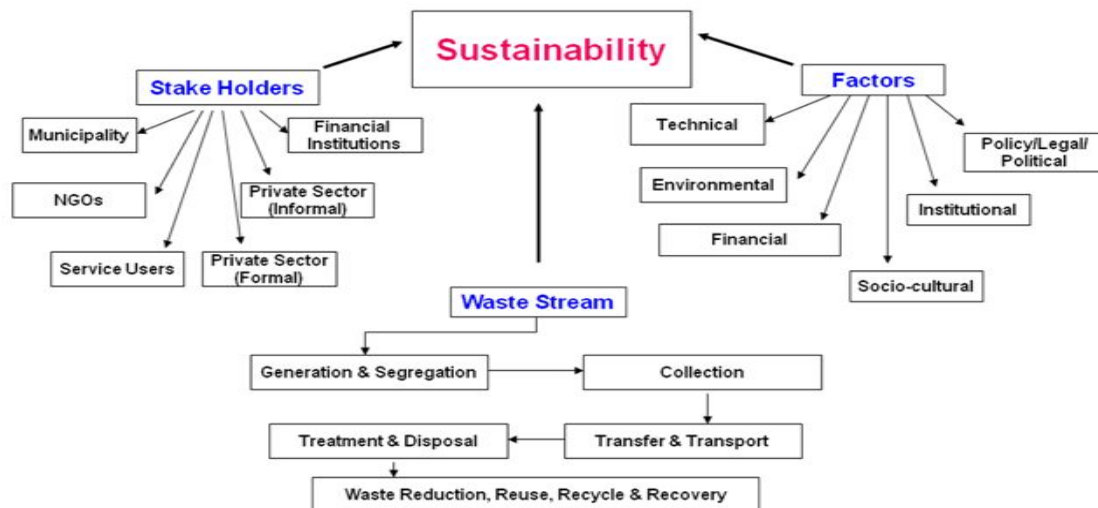 Sustainability
Stake Holders
Municipality
Financial
Institutions
NGOs
Private Sector
(Informal)
Service Users
Private Sector
(Formal)
Factors
Technical
Policy/Legal/
Political
Environmental
Institutional
Financial
Socio-cultural
Waste Stream
Generation & Segregation
Collection
Treatment & Disposal
Transfer & Transport
Waste Reduction, Reuse, Recycle & Recovery